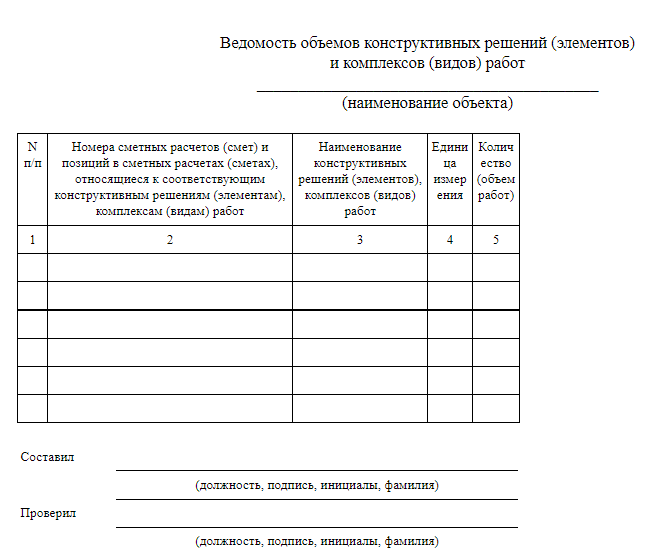 Ведомость объемов конструктивных решений (элементов)
и комплексов (видов) работ
(наименование объекта)
N
п/п
Номера сметных расчетов (смет) и
позиций в сметных расчетах (сметах),
относящиеся к соответствующим
конструктивным решениям (элементам),
комплексам (видам) работ
Наименование
конструктивных
решений (элементов),
комплексов (видов)
работ
Едини
ца
измер
ения
Колич
ество
(объем
работ)
1
2
3
4
5
Составил
(должность, подпись, инициалы, фамилия)
Проверил
(должность, подпись, инициалы, фамилия)